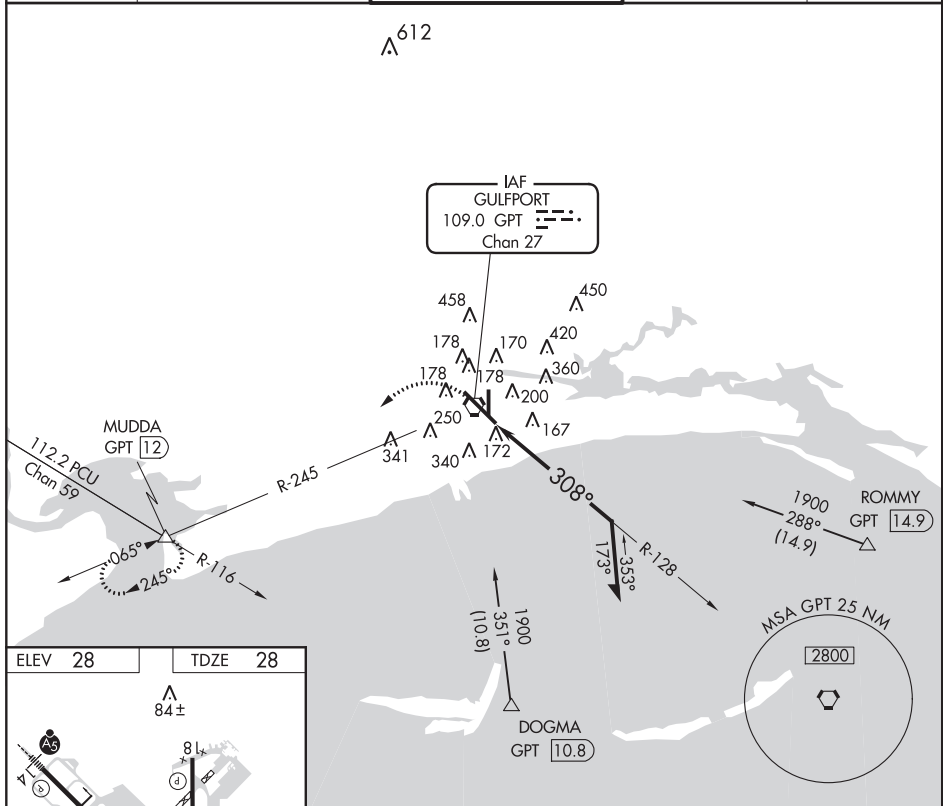 612
IAF
GULFPORT
109.0 GPT
Chan 27
450
458
420
178
170
360
178
178
200
250
167
341
340
172
MUDDA
GPT 12
112.2 PCU
Chan 59
R-245
308°
1900
288°
(14.9)
ROMMY
GPT 14.9
065°
245°
R-116
173°
353°
R-128
1900
351°
(10.8)
MSA GPT 25 NM
2800
DOGMA
GPT 10.8
ELEV 28
TDZE 28
84±
A5
18
14
P
P